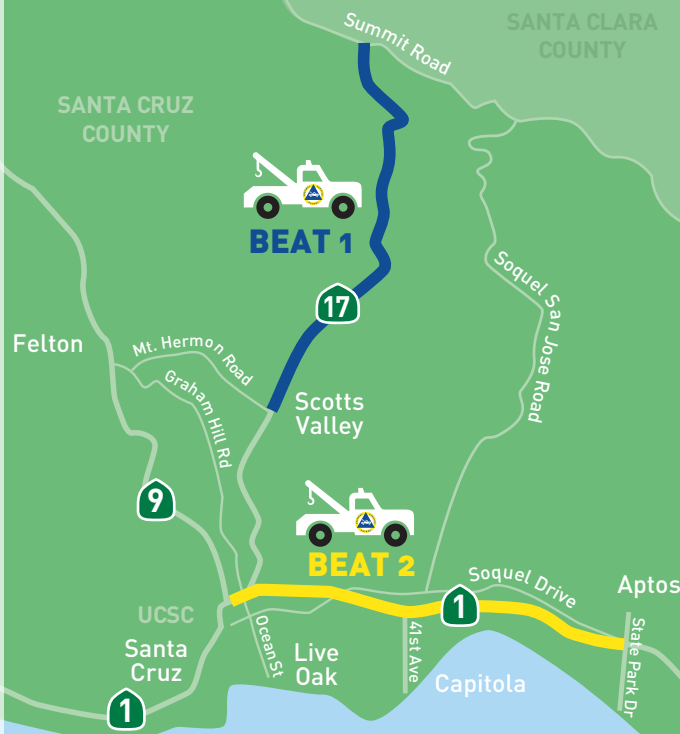 Summit Road
SANTA CLARA
COUNTY
SANTA CRUZ
COUNTY
BEAT 1
17
Soquel San Jose Road
Felton
Mt. Hermon Road
Graham Hill Rd
Scotts
Valley
9
BEAT 2
Soquel Drive
Aptos
1
UCSC
Santa
Cruz
Ocean St
Live
Oak
41st Ave
Capitola
State Park Dr
1